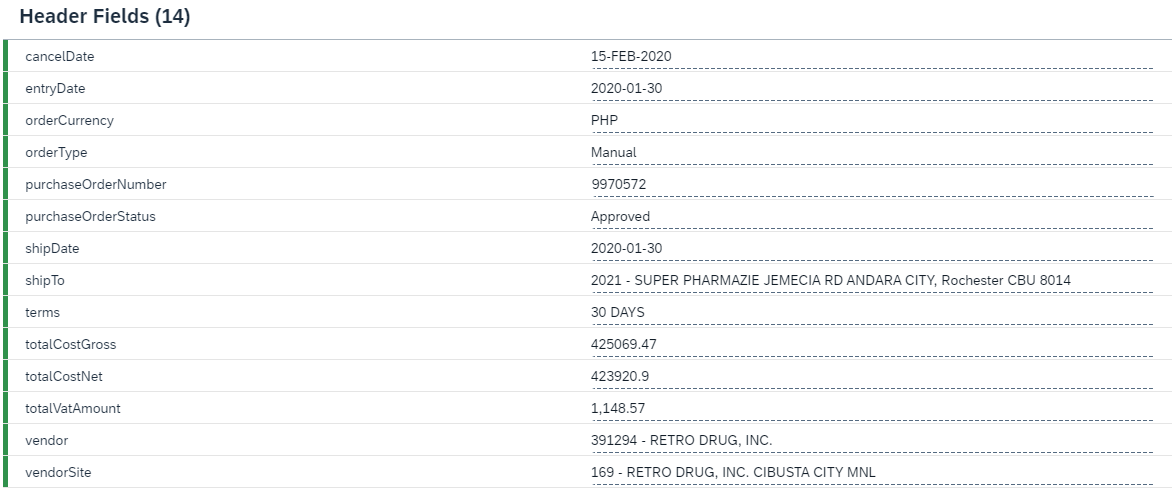 Header Fields (14)
cancelDate 15-FEB-2020
entryDate 2020-01-30
orderCurrency PHP
orderType Manual
purchaseOrderNumber 9970572
purchaseOrderStatus Approved
shipDate 2020-01-30
shipTo 2021 - SUPER PHARMAZIE JEMECIA RD ANDARA CITY, Rochester CBU 8014
terms 30 DAYS
totalCostGross 425069.47
totalCostNet 423920.9
totalVatAmount 1,148.57
vendor 391294 - RETRO DRUG, INC.
vendorSite 169 - RETRO DRUG, INC. CIBUSTA CITY MNL